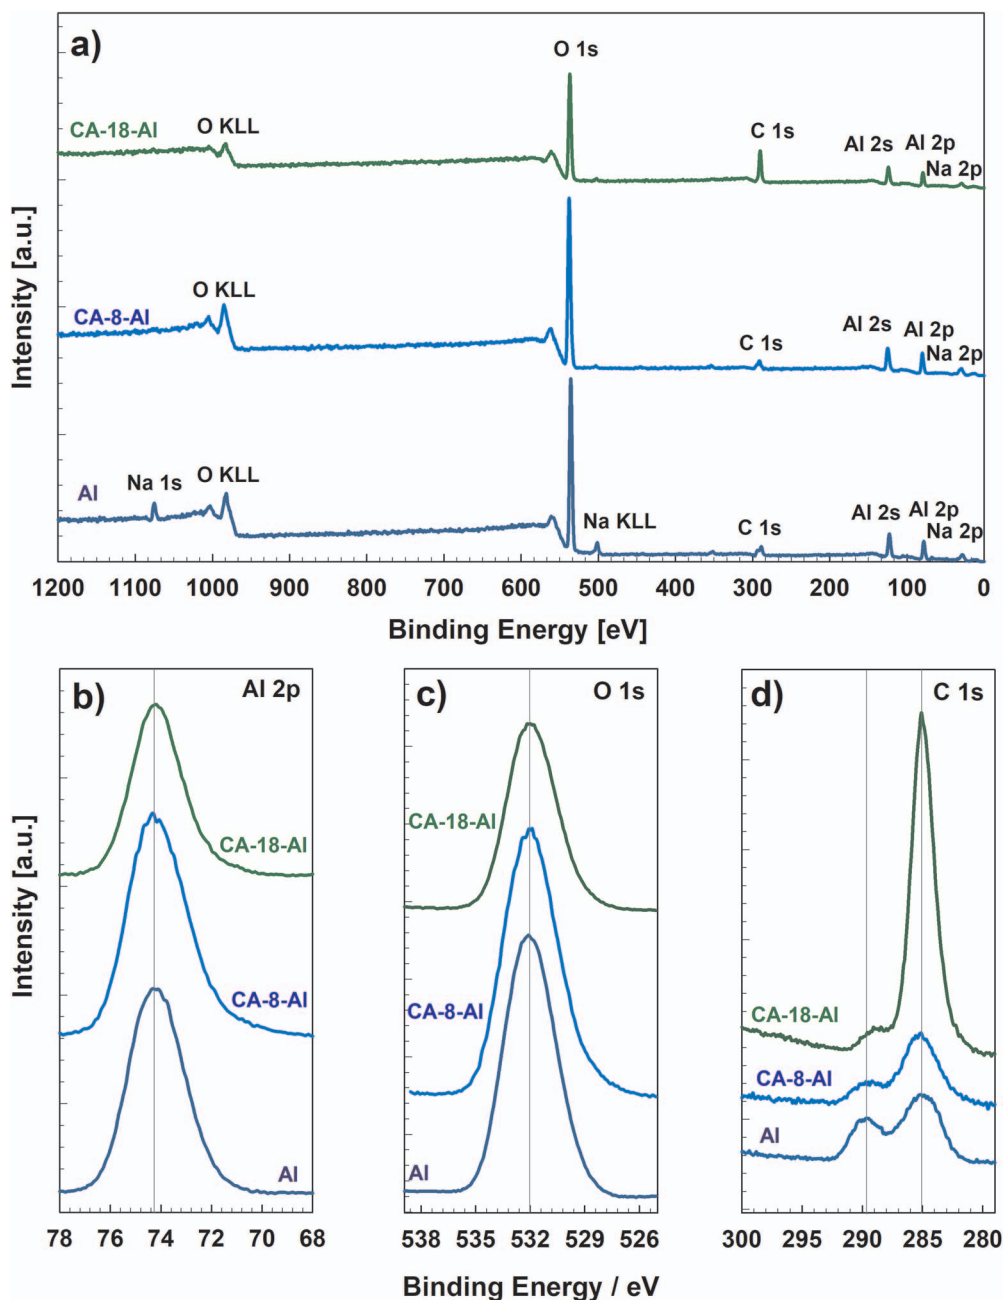 a)
O 1s
CA-18-Al
O KLL
C 1s
Al 2s
Al 2p
Na 2p
CA-8-Al
O KLL
C 1s
Al 2s
Al 2p
Na 2p
Al
Na 1s
O KLL
Na KLL
C 1s
Al 2s
Al 2p
Na 2p
Intensity [a.u.]
1200 1100 1000 900 800 700 600 500 400 300 200 100 0
Binding Energy [eV]
b)
Al 2p
CA-18-Al
CA-8-Al
Al
78 76 74 72 70 68
c)
O 1s
CA-18-Al
CA-8-Al
Al
538 535 532 529 526
d)
C 1s
CA-18-Al
CA-8-Al
Al
300 295 290 285 280
Intensity [a.u.]
Binding Energy / eV